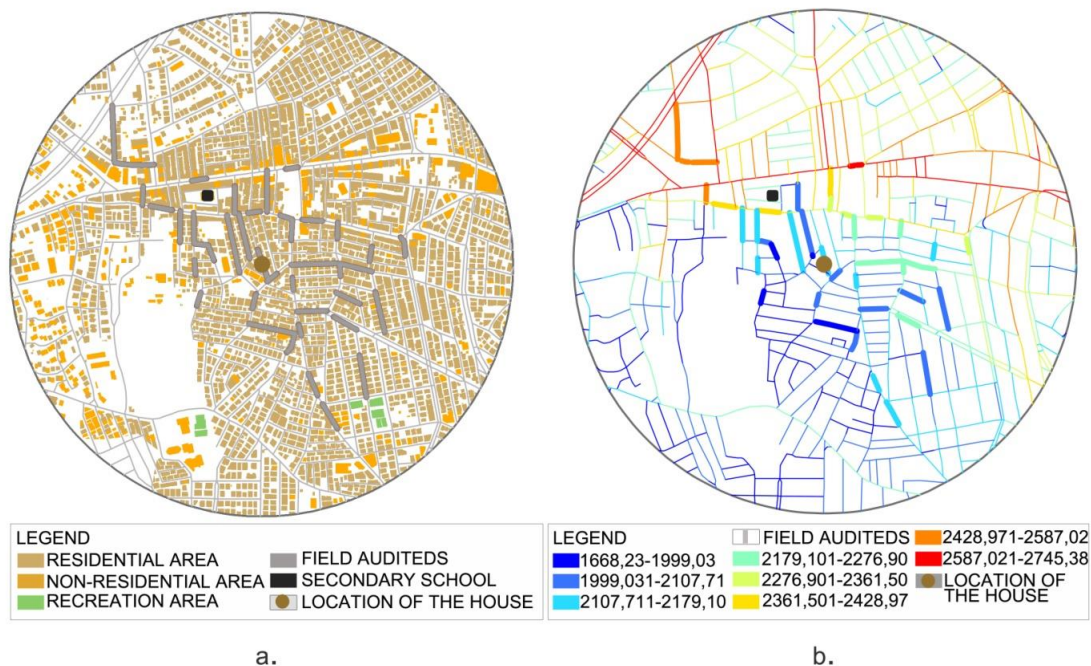 LEGEND
RESIDENTIAL AREA
NON-RESIDENTIAL AREA
RECREATION AREA
FIELD AUDITEDS
SECONDARY SCHOOL
LOCATION OF THE HOUSE
LEGEND
1668,23-1999,03
1999,031-2107,71
2107,711-2179,10
FIELD AUDITEDS
2179,101-2276,90
2276,901-2361,50
2361,501-2428,97
2428,971-2587,02
2587,021-2745,38
LOCATION OF
THE HOUSE
a.
b.